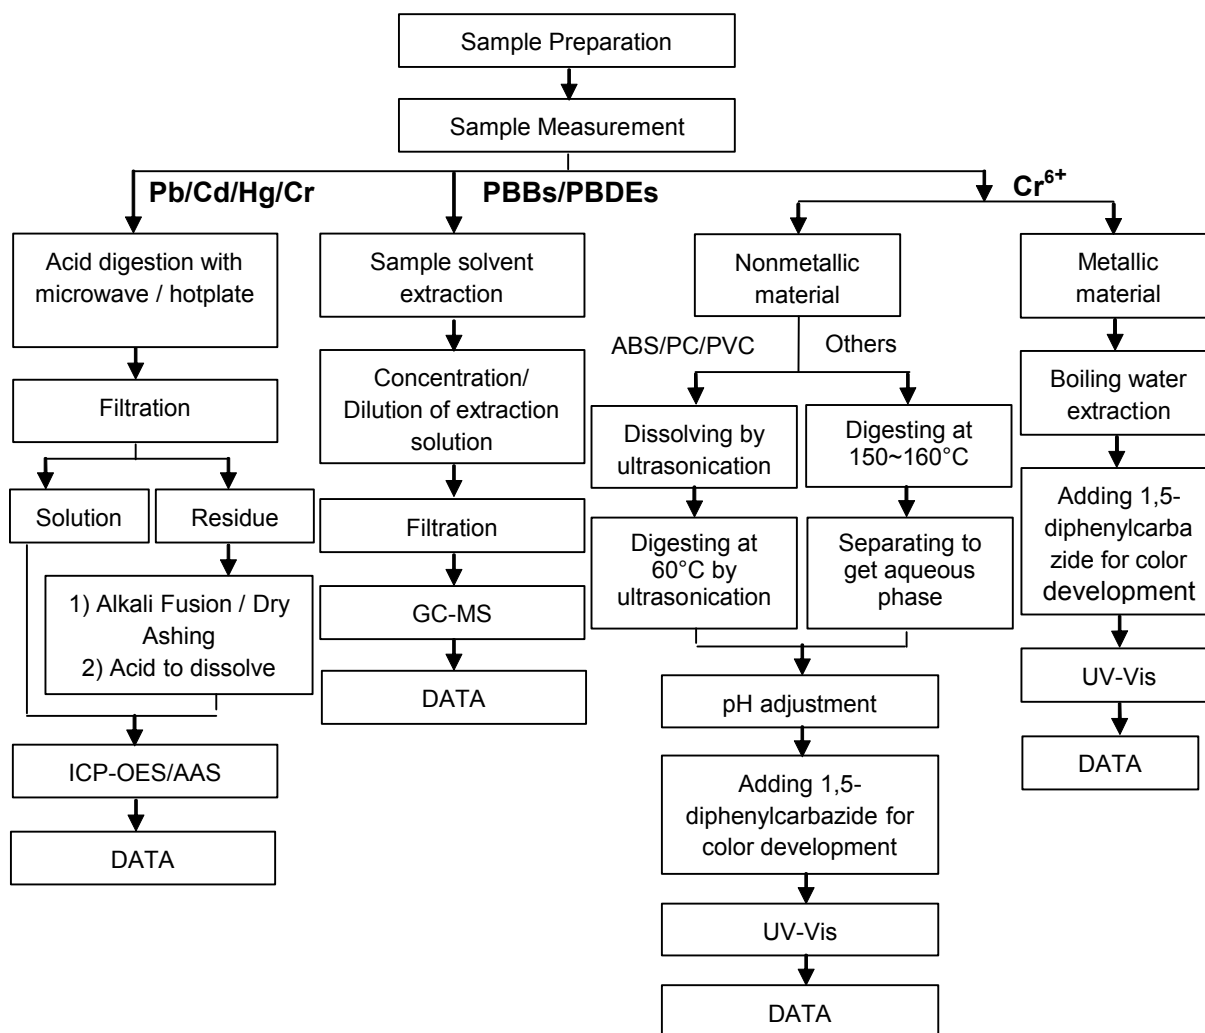 Sample Preparation
Sample Measurement
Pb/Cd/Hg/Cr
PBBs/PBDEs
Cr6+
Acid digestion with
microwave / hotplate
Filtration
Solution
Residue
1) Alkali Fusion / Dry
Ashing
2) Acid to dissolve
ICP-OES/AAS
DATA
Sample solvent
extraction
Concentration/
Dilution of extraction
solution
Filtration
GC-MS
DATA
Nonmetallic
material
ABS/PC/PVC
Others
Dissolving by
ultrasonication
Digesting at
60°C by
ultrasonication
Digesting at
150~160°C
Separating to
get aqueous
phase
pH adjustment
Adding 1,5-
diphenylcarbazide for
color development
UV-Vis
DATA
Metallic
material
Boiling water
extraction
Adding 1,5-
diphenylcarba
zide for color
development
UV-Vis
DATA